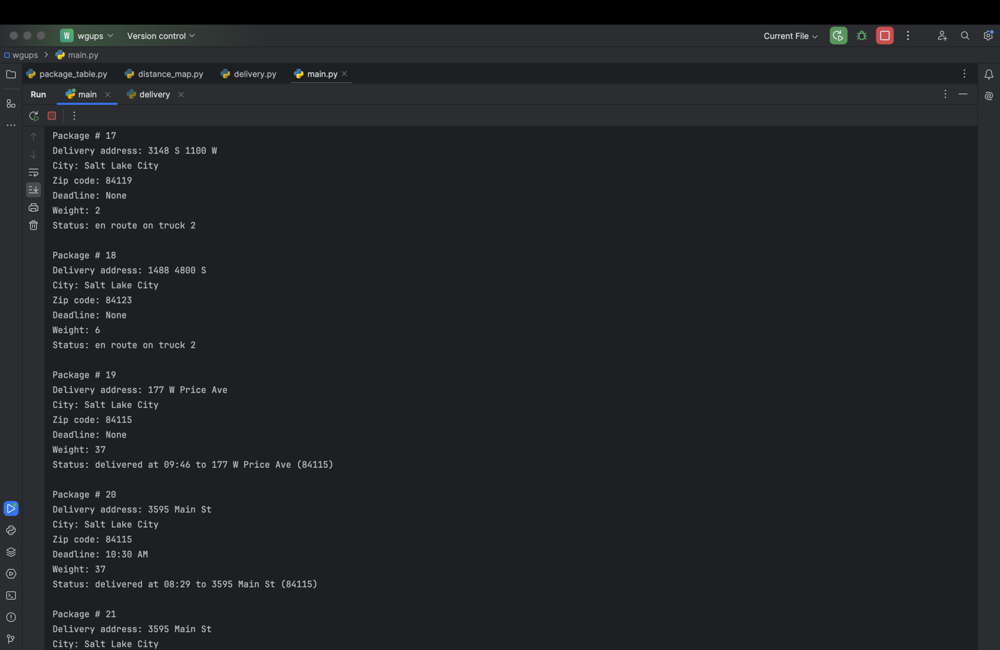 W wgups Version control Current File
wgups main.py
package_table.py distance_map.py delivery.py main.py
Run main delivery
Package # 17
Delivery address: 3148 S 1100 W
City: Salt Lake City
Zip code: 84119
Deadline: None
Weight: 2
Status: en route on truck 2
Package # 18
Delivery address: 1488 4800 S
City: Salt Lake City
Zip code: 84123
Deadline: None
Weight: 6
Status: en route on truck 2
Package # 19
Delivery address: 177 W Price Ave
City: Salt Lake City
Zip code: 84115
Deadline: None
Weight: 37
Status: delivered at 09:46 to 177 W Price Ave (84115)
Package # 20
Delivery address: 3595 Main St
City: Salt Lake City
Zip code: 84115
Deadline: 10:30 AM
Weight: 37
Status: delivered at 08:29 to 3595 Main St (84115)
Package # 21
Delivery address: 3595 Main St
City: Salt Lake City